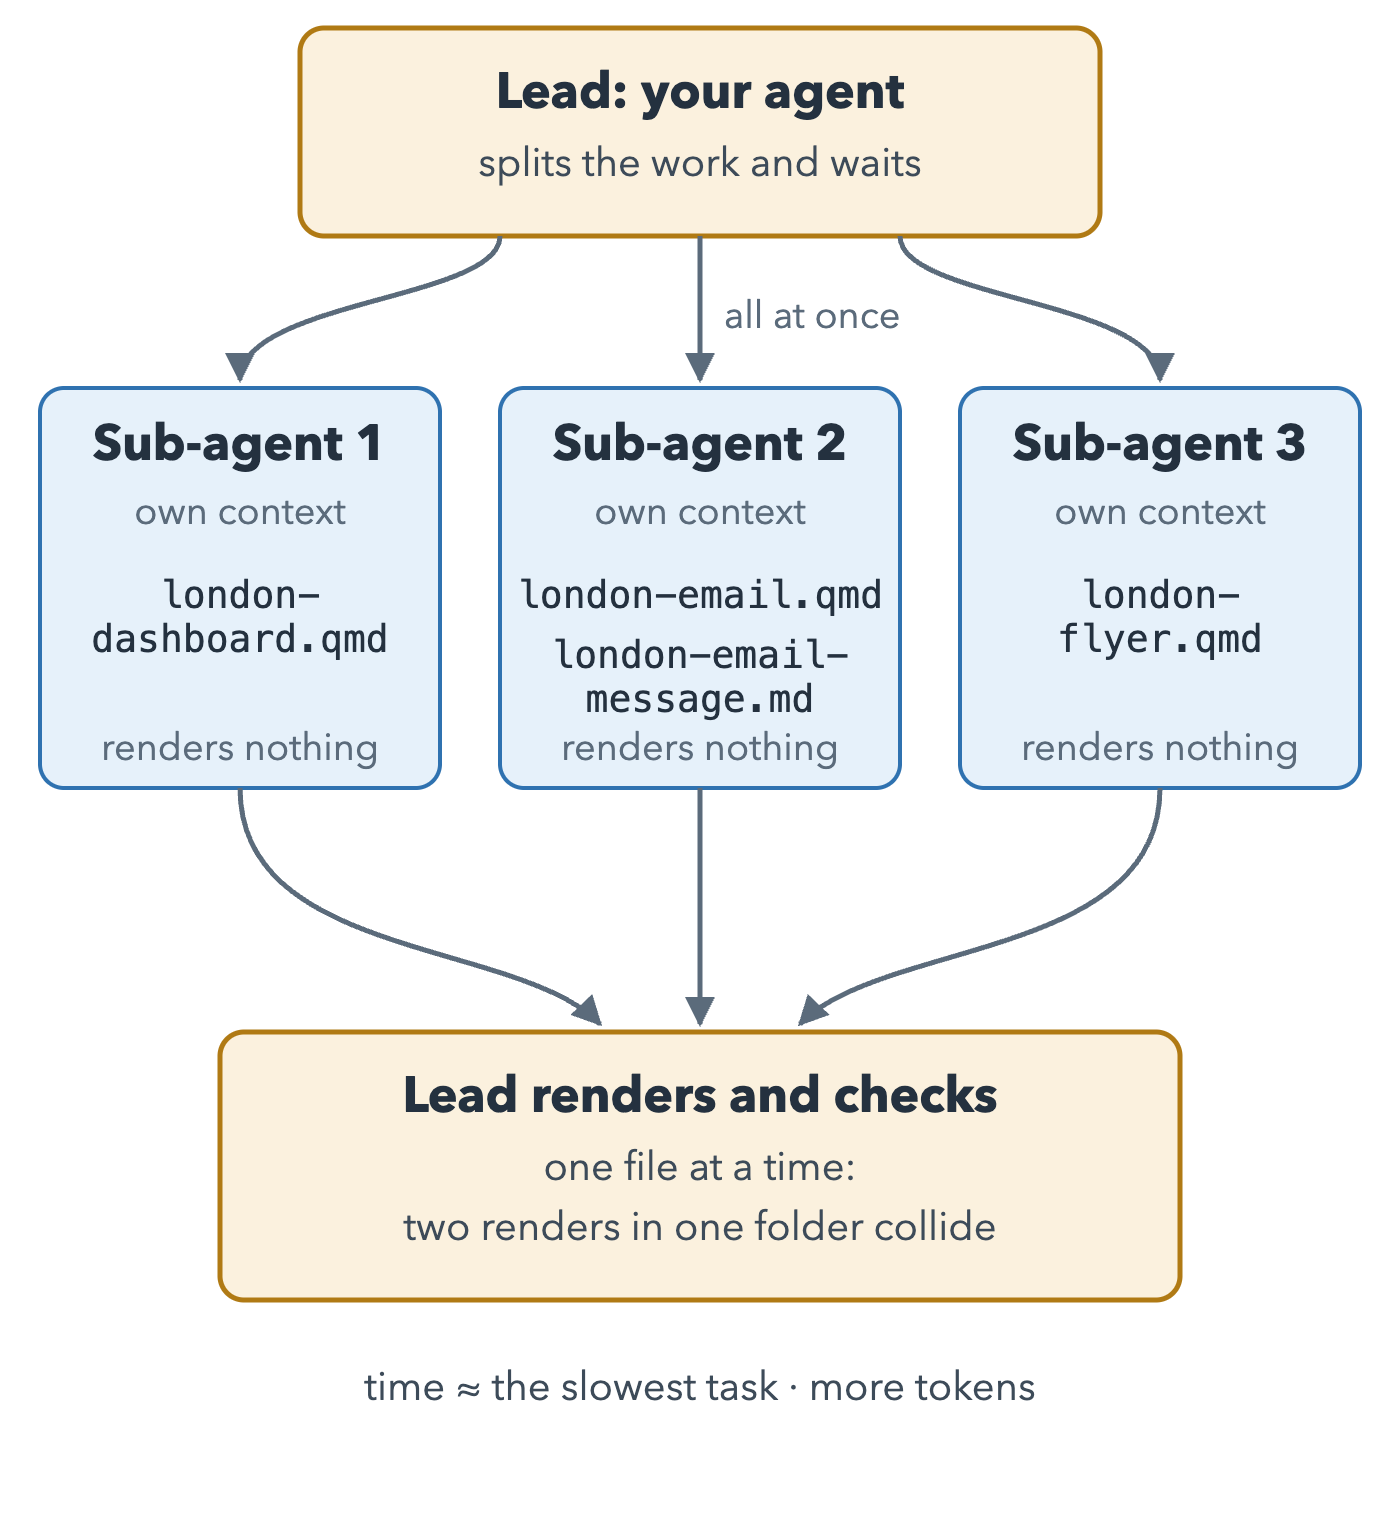 Lead: your agent
splits the work and waits
all at once
Sub-agent 1
own context
london-
dashboard.qmd
renders nothing
Sub-agent 2
own context
london-email.qmd
london-email-
message.md
renders nothing
Sub-agent 3
own context
london-
flyer.qmd
renders nothing
Lead renders and checks
one file at a time:
two renders in one folder collide
time ≈ the slowest task · more tokens